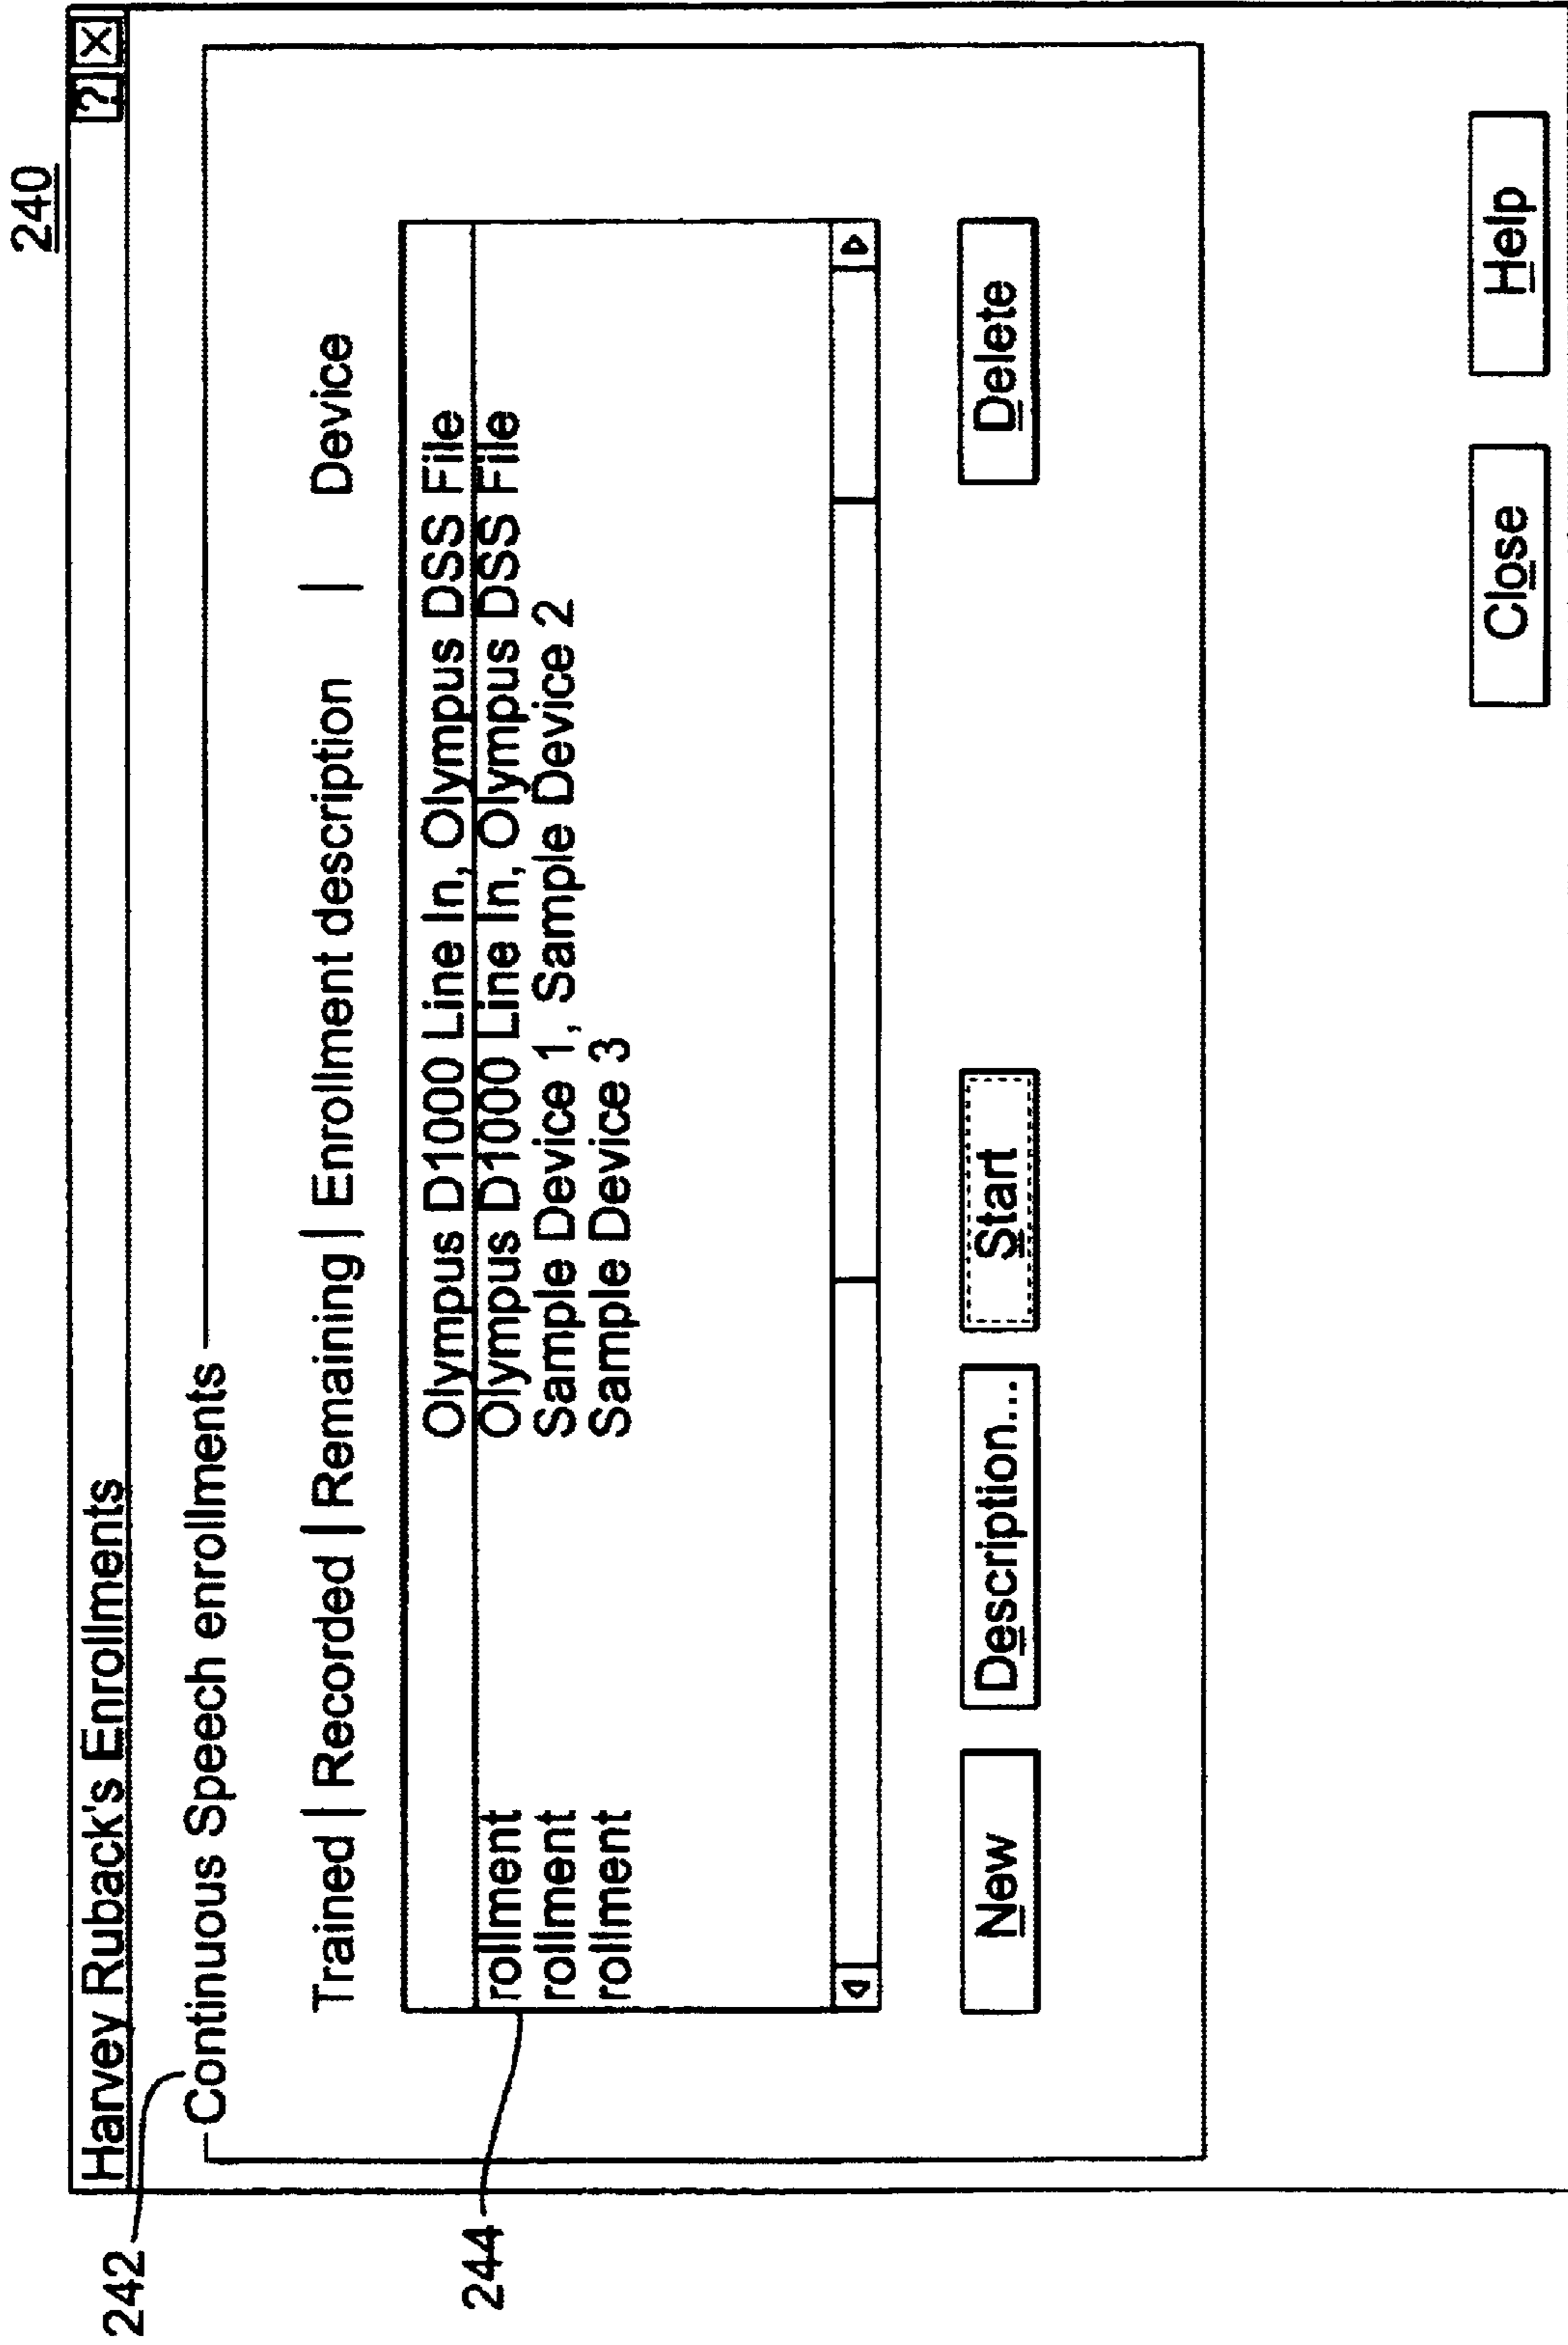 240
Harvey Ruback's Enrollments ? X
242
Continuous Speech enrollments
Trained | Recorded | Remaining | Enrollment description | Device
Olympus D1000 Line In, Olympus DSS File
rollment Olympus D1000 Line In, Olympus DSS File
rollment Sample Device 1, Sample Device 2
rollment Sample Device 3
244
New Description... Start Delete
Close Help